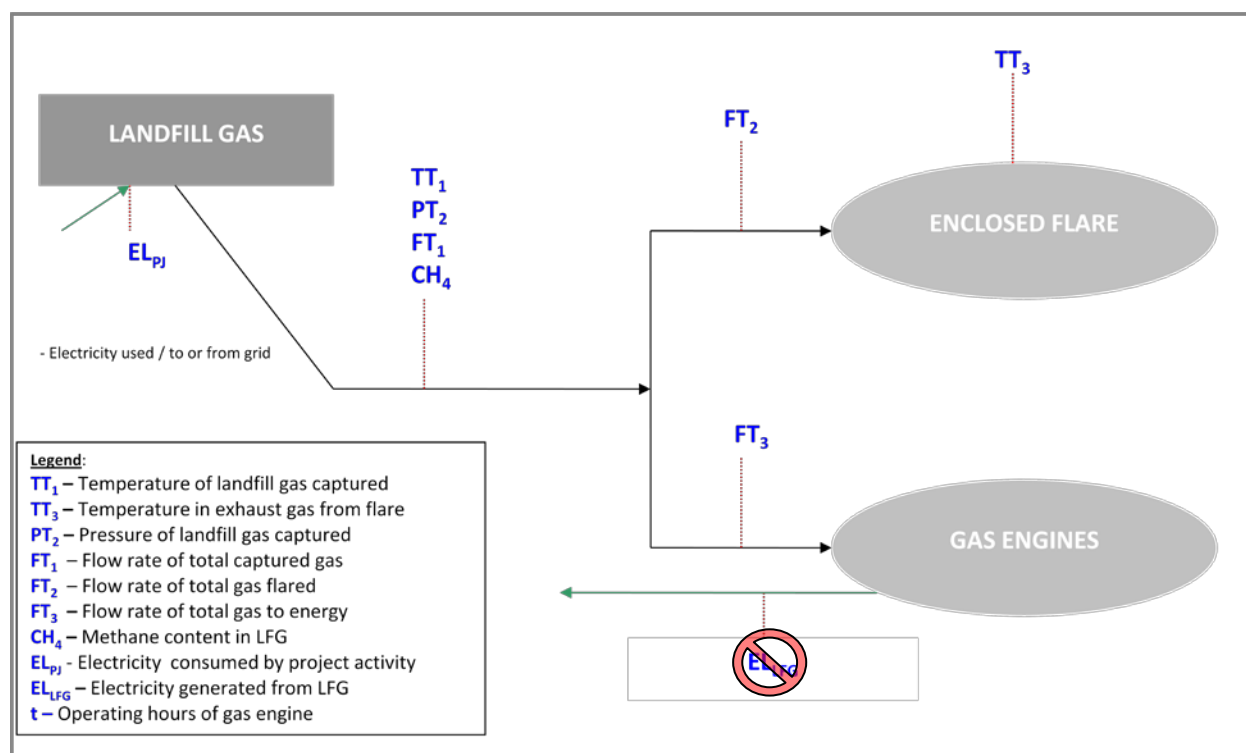 TT₃
FT₂
LANDFILL GAS
TT₁
PT₂
FT₁
CH₄
ENCLOSED FLARE
EL_PJ
- Electricity used / to or from grid
FT₃
GAS ENGINES
EL_LFG
Legend:
TT₁ – Temperature of landfill gas captured
TT₃ – Temperature in exhaust gas from flare
PT₂ – Pressure of landfill gas captured
FT₁ – Flow rate of total captured gas
FT₂ – Flow rate of total gas flared
FT₃ – Flow rate of total gas to energy
CH₄ – Methane content in LFG
EL_PJ - Electricity consumed by project activity
EL_LFG – Electricity generated from LFG
t – Operating hours of gas engine